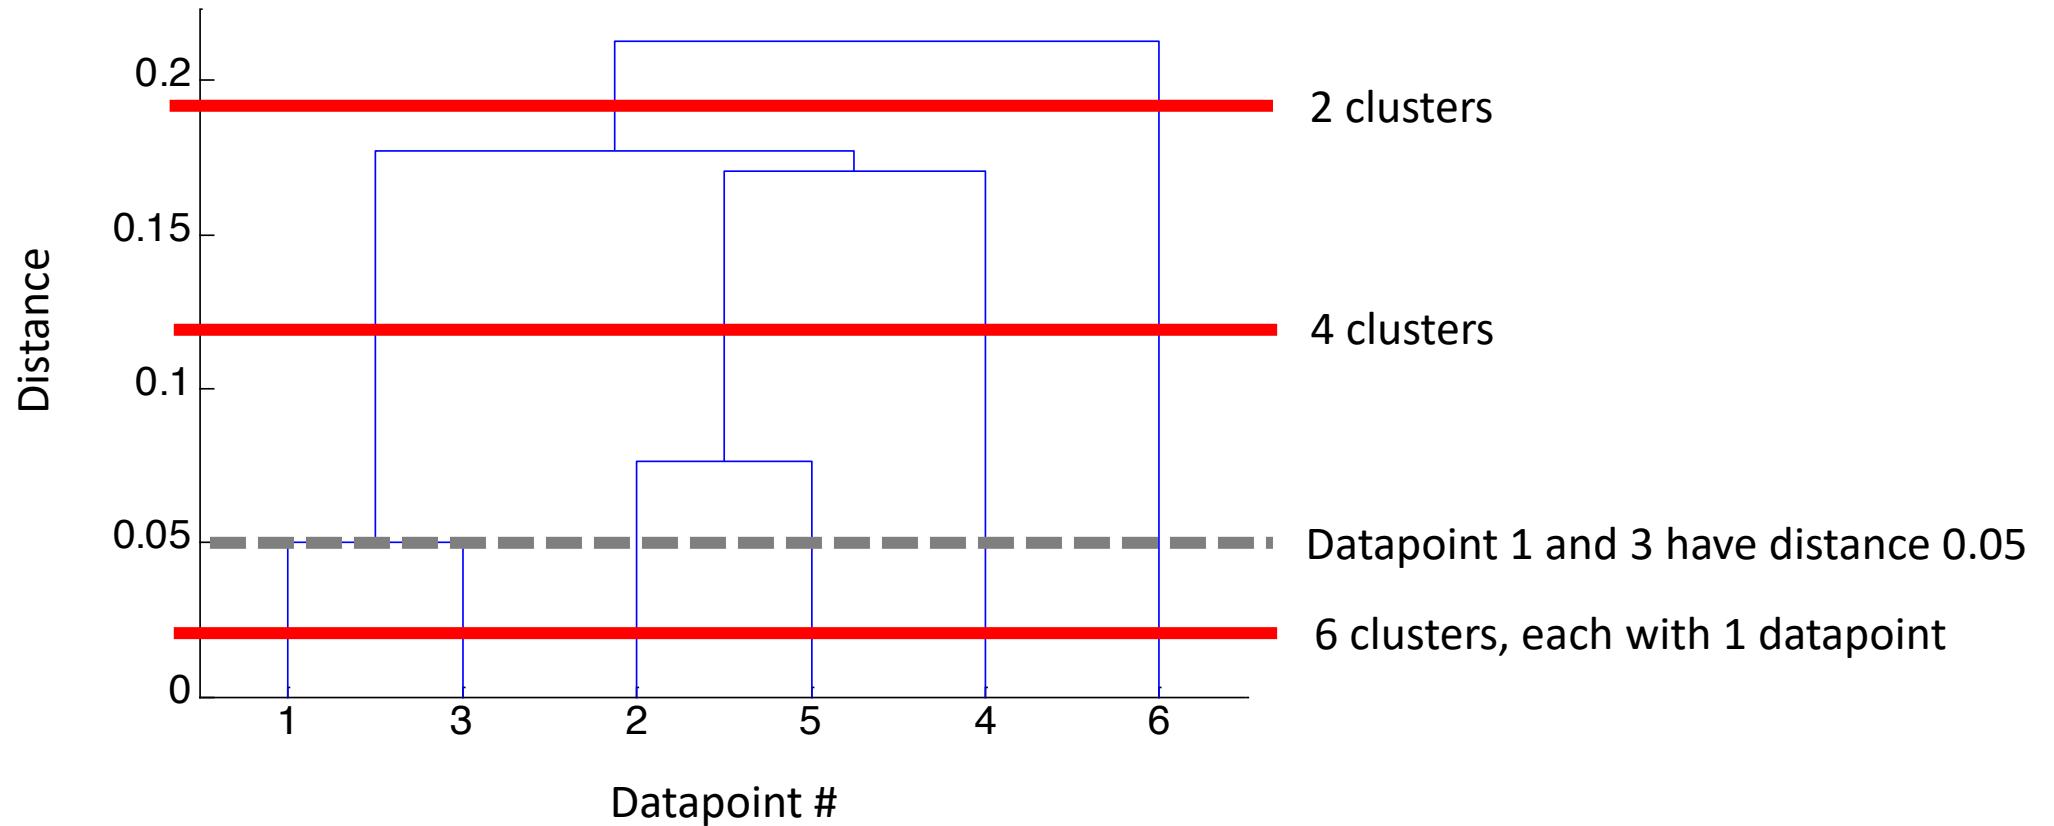 0.2
2 clusters
0.15
4 clusters
Distance
0.1
0.05
Datapoint 1 and 3 have distance 0.05
6 clusters, each with 1 datapoint
0
1 3 2 5 4 6
Datapoint #